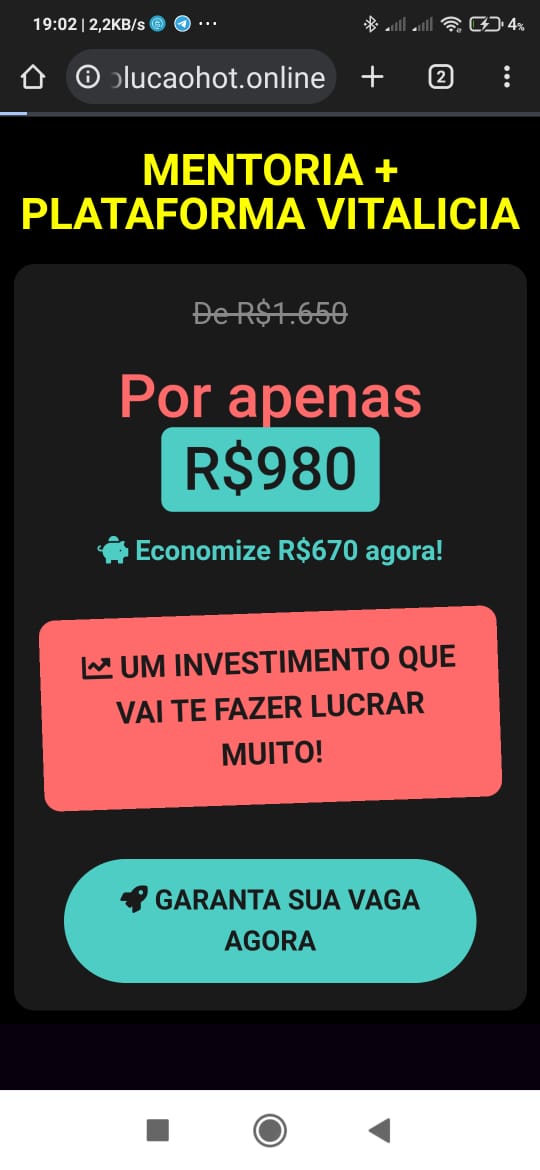 19:02 | 2,2KB/s ...
4%
olucaohot.online
2
MENTORIA +
PLATAFORMA VITALICIA
De R$1.650
Por apenas
R$980
Economize R$670 agora!
UM INVESTIMENTO QUE
VAI TE FAZER LUCRAR
MUITO!
GARANTA SUA VAGA
AGORA